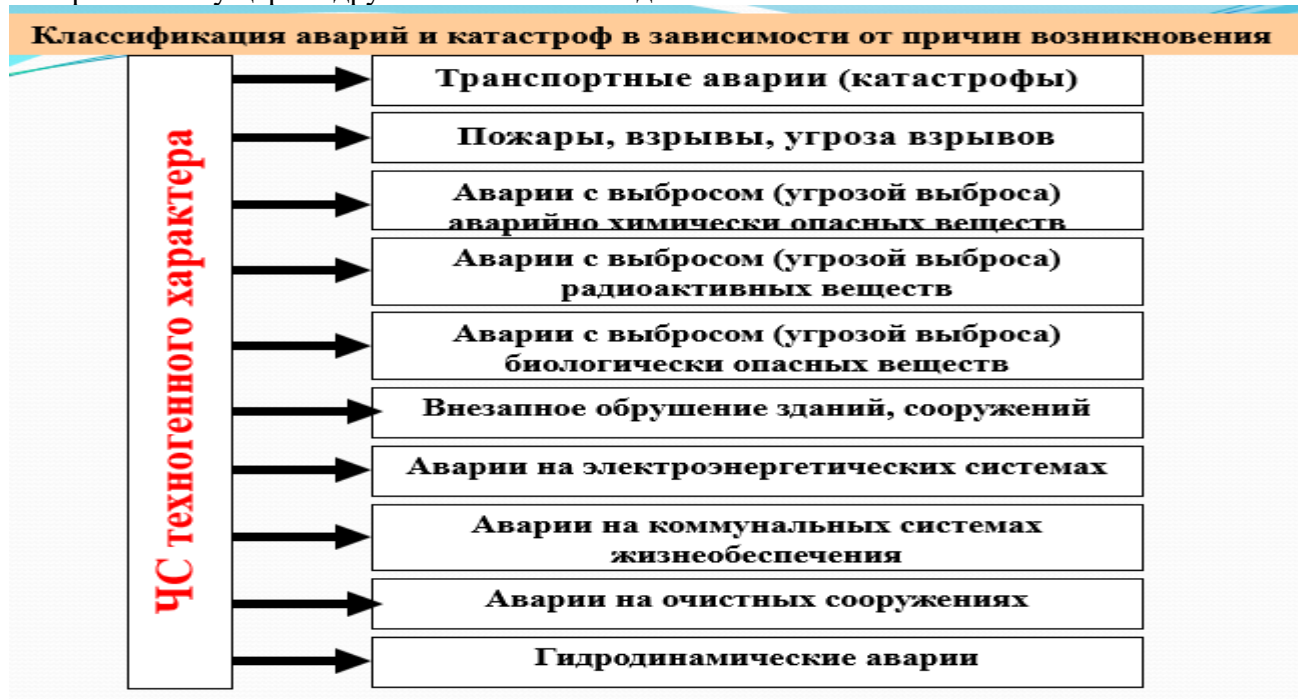 Классификация аварий и катастроф в зависимости от причин возникновения
ЧС техногенного характера
Транспортные аварии (катастрофы)
Пожары, взрывы, угроза взрывов
Аварии с выбросом (угрозой выброса)
аварийно химически опасных веществ
Аварии с выбросом (угрозой выброса)
радиоактивных веществ
Аварии с выбросом (угрозой выброса)
биологически опасных веществ
Внезапное обрушение зданий, сооружений
Аварии на электроэнергетических системах
Аварии на коммунальных системах
жизнеобеспечения
Аварии на очистных сооружениях
Гидродинамические аварии